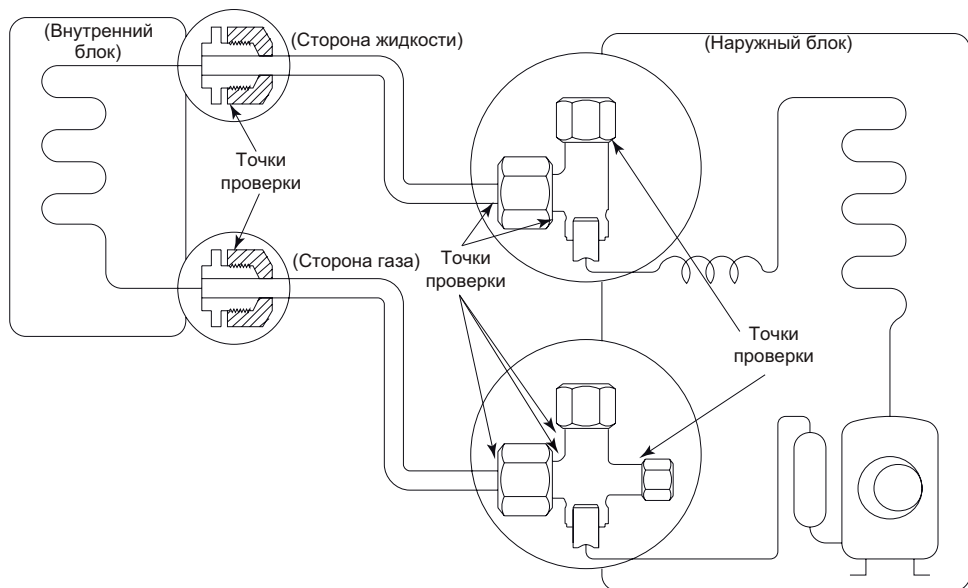 (Внутренний
блок)
(Сторона жидкости)
(Наружный блок)
Точки
проверки
(Сторона газа)
Точки
проверки
Точки
проверки